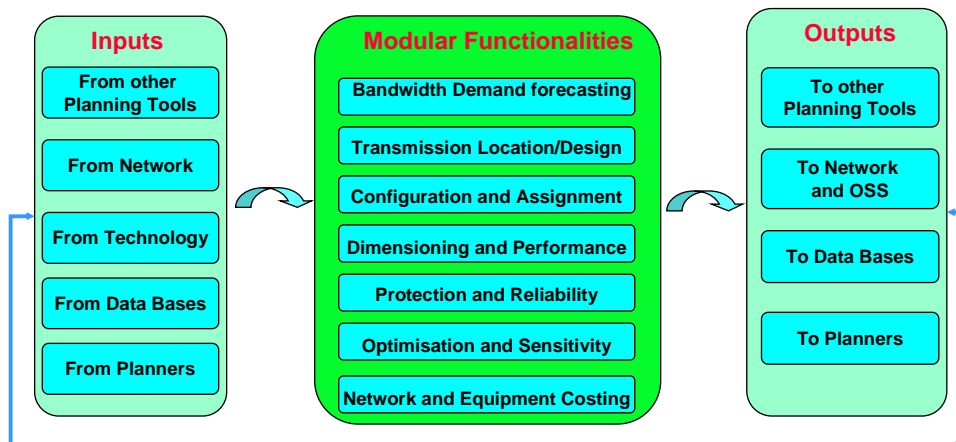 Inputs
From other
Planning Tools
From Network
From Technology
From Data Bases
From Planners
Modular Functionalities
Bandwidth Demand forecasting
Transmission Location/Design
Configuration and Assignment
Dimensioning and Performance
Protection and Reliability
Optimisation and Sensitivity
Network and Equipment Costing
Outputs
To other
Planning Tools
To Network
and OSS
To Data Bases
To Planners